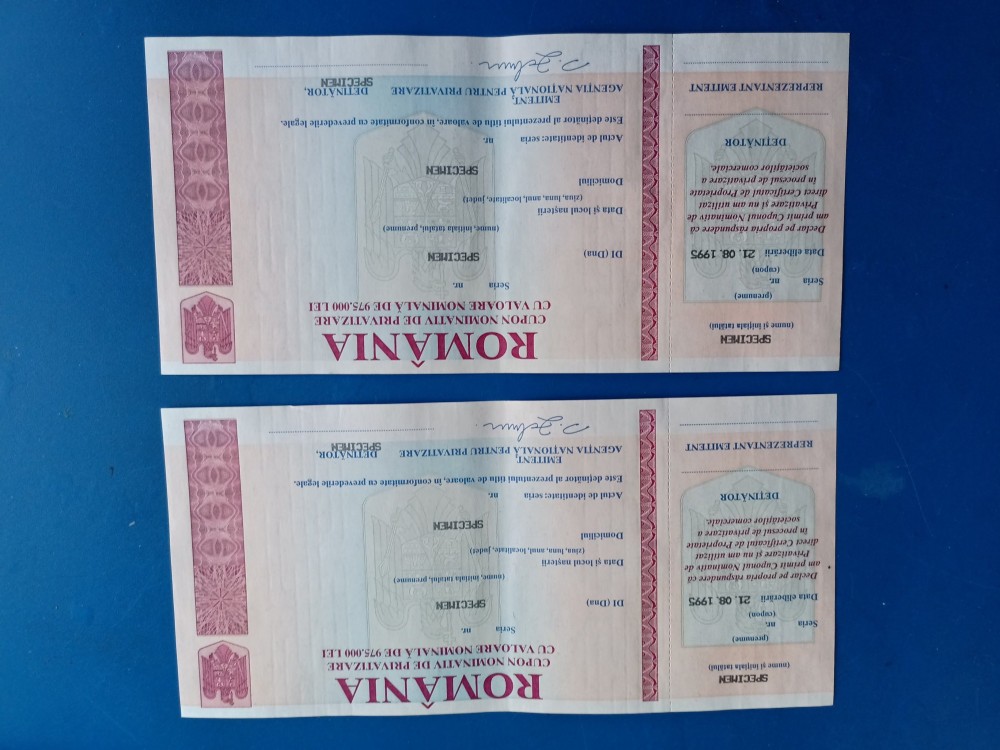 ROMÂNIA
CUPON NOMINATIV DE PRIVATIZARE
CU VALOARE NOMINALĂ DE 975.000 LEI
Seria nr.
Dl (Dna) SPECIMEN
(nume, inițiala tatălui, prenume)
Data și locul nașterii
(ziua, luna, anul, localitate, județ)
Domiciliul SPECIMEN
Actul de identitate: seria nr.
Este deținător al prezentului titlu de valoare, în conformitate cu prevederile legale.
EMITENT,
AGENȚIA NAȚIONALĂ PENTRU PRIVATIZARE DEȚINĂTOR,
SPECIMEN
SPECIMEN
(nume și inițiala tatălui)
(prenume)
Seria nr.
(cupon)
Data eliberării 21.08.1995
Declar pe propria răspundere că
am primit Cuponul Nominativ de
Privatizare și nu am utilizat
direct Certificatul de Proprietate
în procesul de privatizare a
societăților comerciale.
DEȚINĂTOR
REPREZENTANT EMITENT
ROMÂNIA
CUPON NOMINATIV DE PRIVATIZARE
CU VALOARE NOMINALĂ DE 975.000 LEI
Seria nr.
Dl (Dna) SPECIMEN
(nume, inițiala tatălui, prenume)
Data și locul nașterii
(ziua, luna, anul, localitate, județ)
Domiciliul SPECIMEN
Actul de identitate: seria nr.
Este deținător al prezentului titlu de valoare, în conformitate cu prevederile legale.
EMITENT,
AGENȚIA NAȚIONALĂ PENTRU PRIVATIZARE DEȚINĂTOR,
SPECIMEN
SPECIMEN
(nume și inițiala tatălui)
(prenume)
Seria nr.
(cupon)
Data eliberării 21.08.1995
Declar pe propria răspundere că
am primit Cuponul Nominativ de
Privatizare și nu am utilizat
direct Certificatul de Proprietate
în procesul de privatizare a
societăților comerciale.
DEȚINĂTOR
REPREZENTANT EMITENT